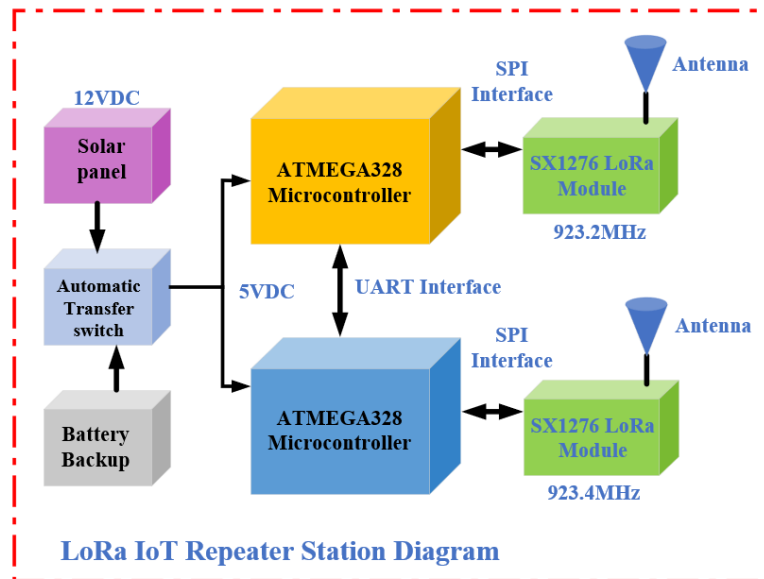 12VDC
Solar
panel
Automatic
Transfer
switch
Battery
Backup
5VDC
ATMEGA328
Microcontroller
UART Interface
ATMEGA328
Microcontroller
SPI
Interface
Antenna
SX1276 LoRa
Module
923.2MHz
SPI
Interface
Antenna
SX1276 LoRa
Module
923.4MHz
LoRa IoT Repeater Station Diagram